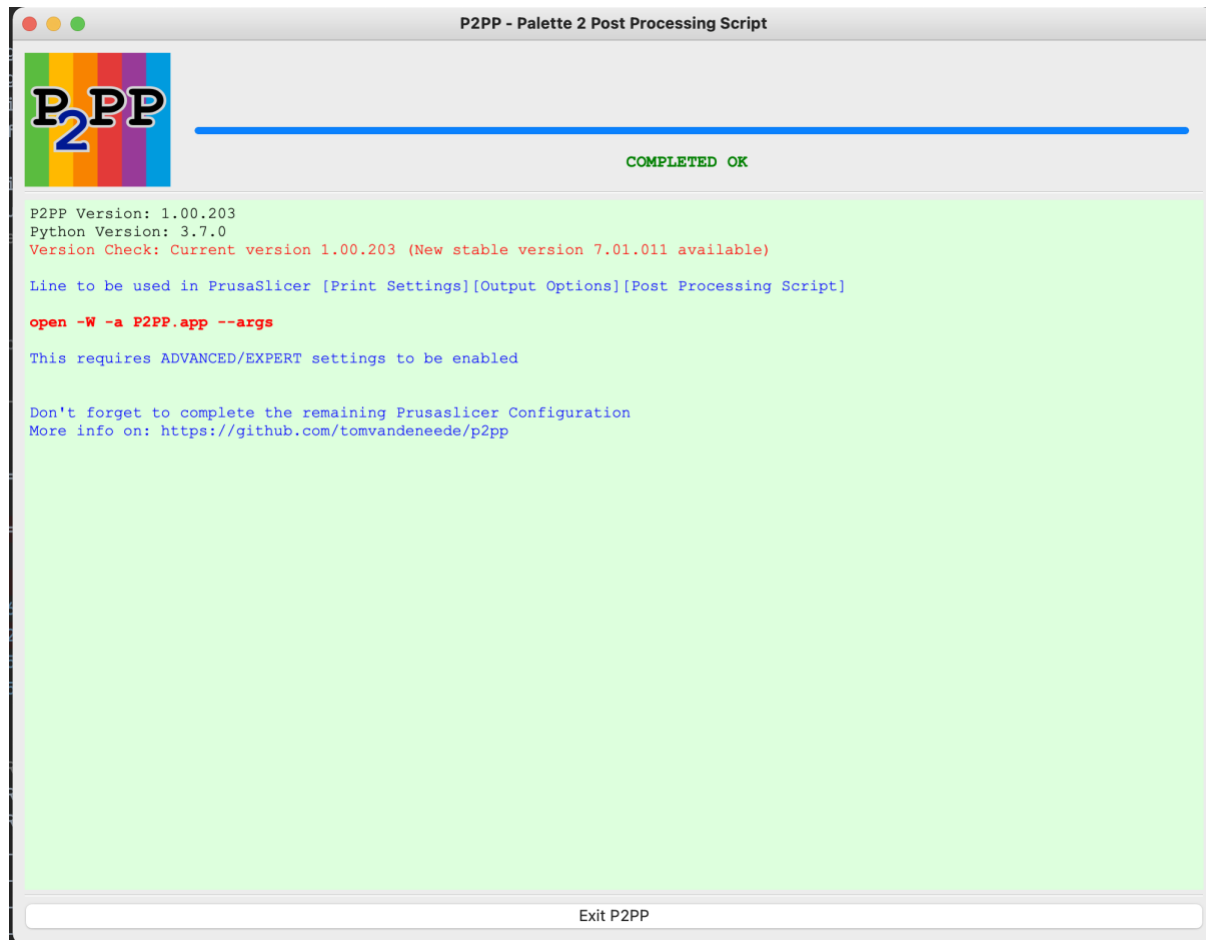 P2PP - Palette 2 Post Processing Script
P2PP
COMPLETED OK
P2PP Version: 1.00.203
Python Version: 3.7.0
Version Check: Current version 1.00.203 (New stable version 7.01.011 available)
Line to be used in PrusaSlicer [Print Settings][Output Options][Post Processing Script]
open -W -a P2PP.app --args
This requires ADVANCED/EXPERT settings to be enabled
Don't forget to complete the remaining Prusaslicer Configuration
More info on: https://github.com/tomvandeneede/p2pp
Exit P2PP